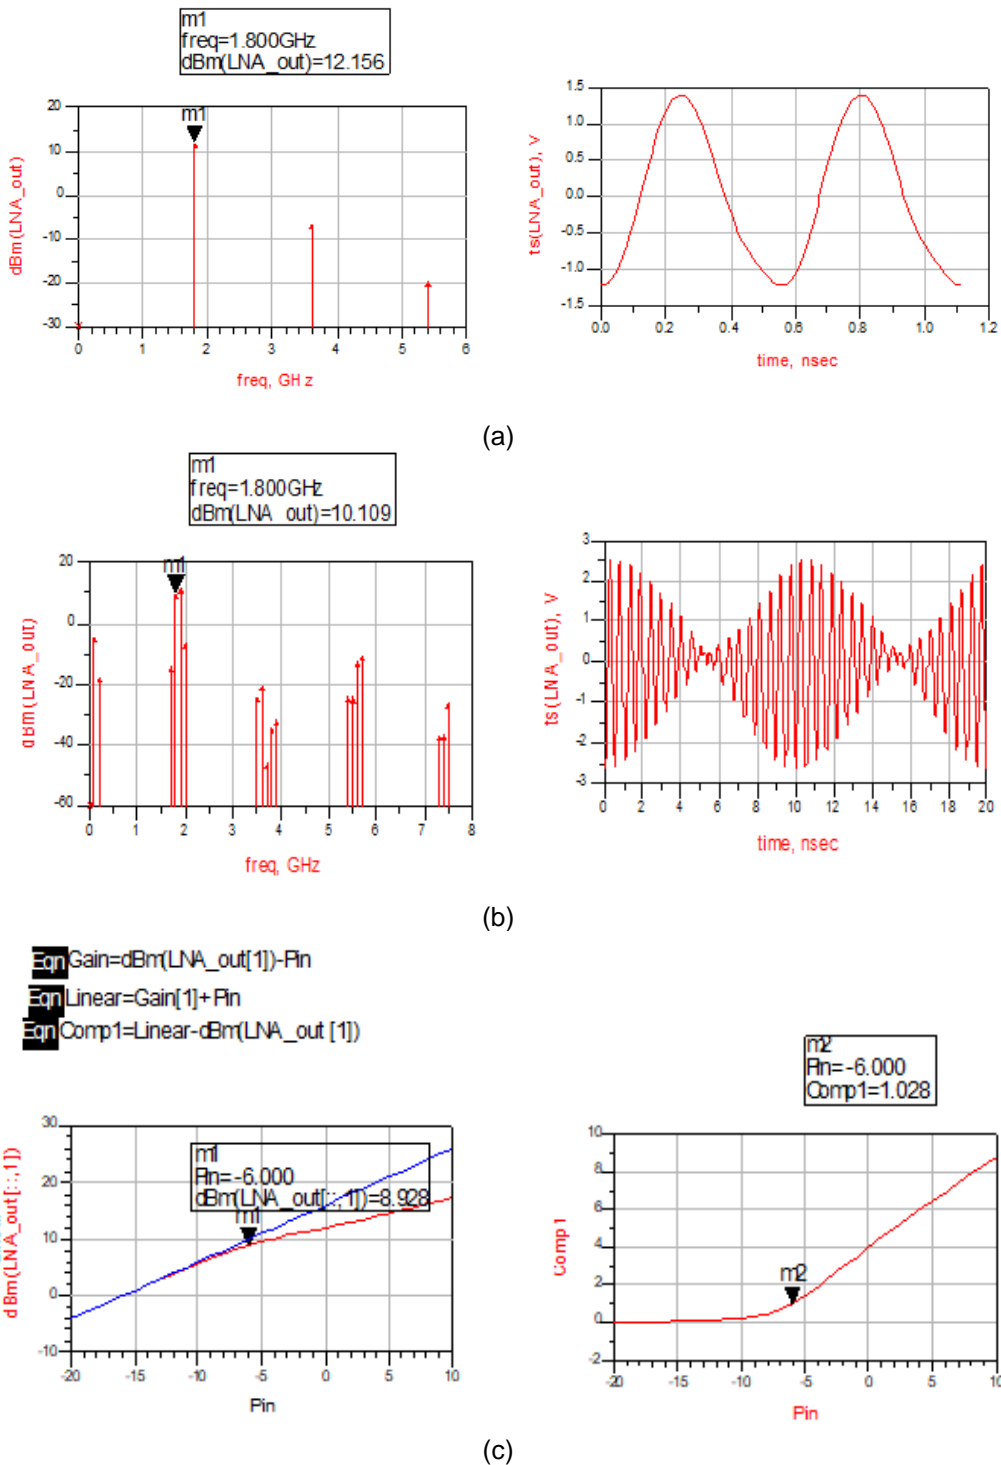 m1
freq=1.800GHz
dBm(LNA_out)=12.156
m1
dBm(LNA_out)
20
10
0
-10
-20
-30
0 1 2 3 4 5 6
freq, GHz
ts(LNA_out), V
1.5
1.0
0.5
0.0
-0.5
-1.0
-1.5
0.0 0.2 0.4 0.6 0.8 1.0 1.2
time, nsec
(a)
m1
freq=1.800GHz
dBm(LNA_out)=10.109
m1
dBm(LNA_out)
20
0
-20
-40
-60
0 1 2 3 4 5 6 7 8
freq, GHz
ts(LNA_out), V
3
2
1
0
-1
-2
-3
0 2 4 6 8 10 12 14 16 18 20
time, nsec
(b)
Eqn Gain=dBm(LNA_out[1])-Pin
Eqn Linear=Gain[1]+Pin
Eqn Comp1=Linear-dBm(LNA_out [1])
m1
Pin=-6.000
dBm(LNA_out[::,1])=8.928
m1
dBm(LNA_out[::,1])
30
20
10
0
-10
-20 -15 -10 -5 0 5 10
Pin
m2
Pin=-6.000
Comp1=1.028
m2
Comp1
10
8
6
4
2
0
-2
-20 -15 -10 -5 0 5 10
Pin
(c)